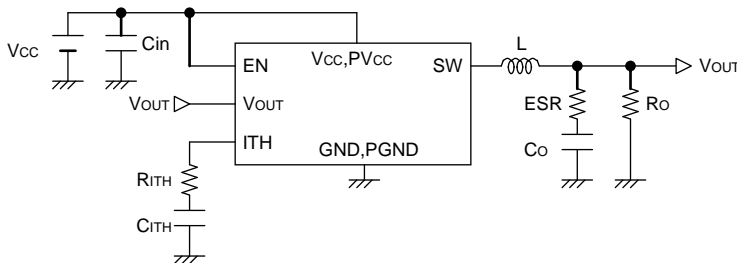 VCC
Cin
EN
VCC,PVCC
SW
L
VOUT
VOUT
VOUT
ESR
RO
ITH
GND,PGND
CO
RITH
CITH